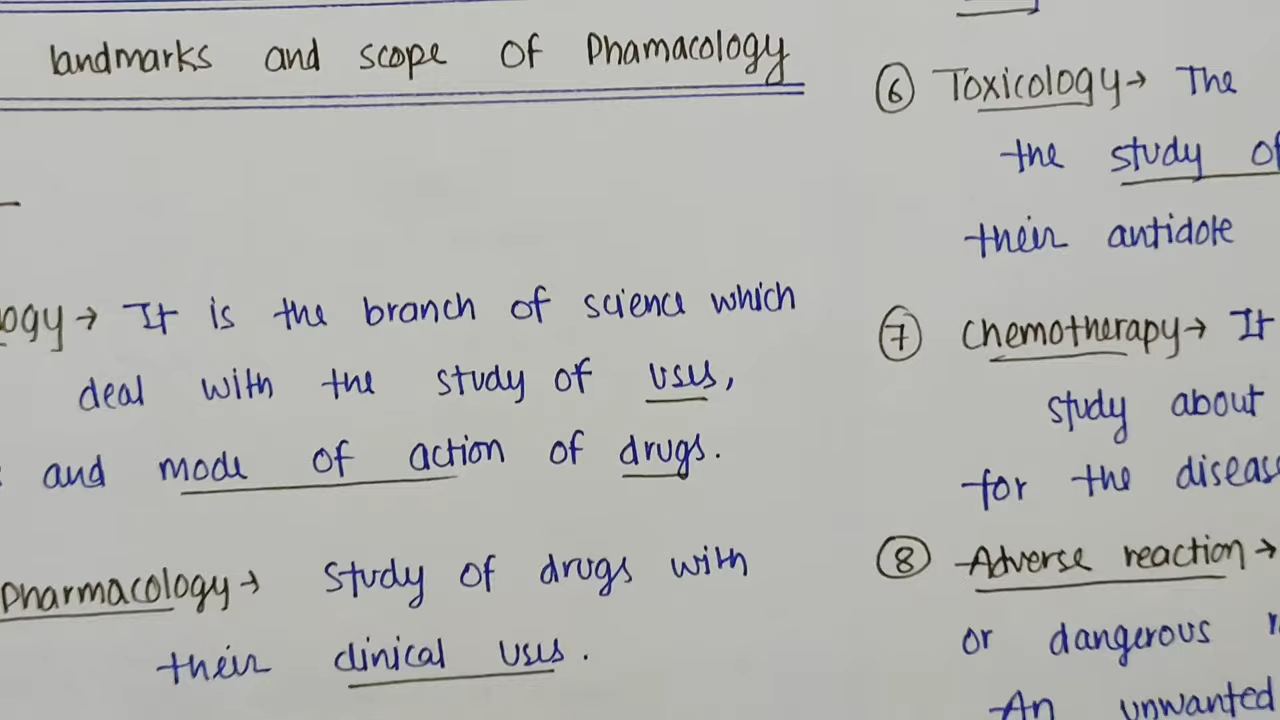 landmarks and scope of Phamacology
ogy → It is the branch of science which
deal with the study of uses,
and mode of action of drugs.
Pharmacology → Study of drugs with
their clinical uses.
⑥ Toxicology → The
the study of
their antidote
⑦ Chemotherapy → It
study about
for the diseas
⑧ Adverse reaction →
or dangerous
An unwanted